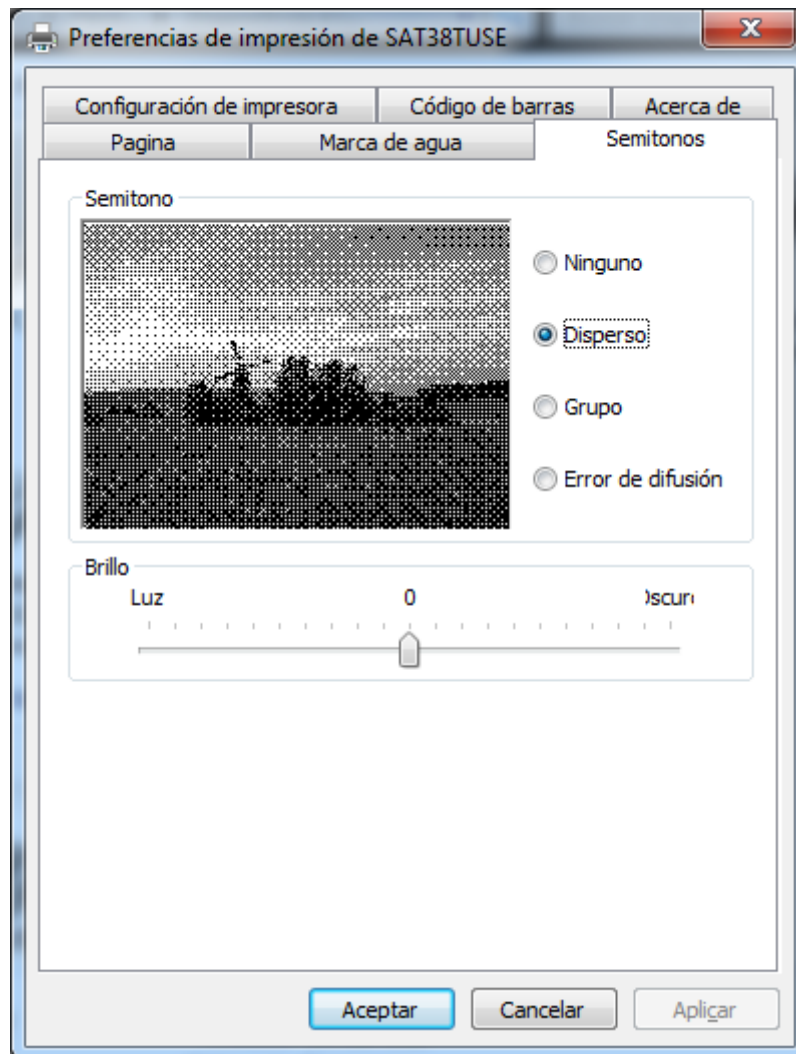 Preferencias de impresión de SAT38TUSE
Configuración de impresora
Código de barras
Acerca de
Pagina
Marca de agua
Semitonos
Semitono
Ninguno
Disperso
Grupo
Error de difusión
Brillo
Luz
0
Aceptar
Cancelar
Aplicar